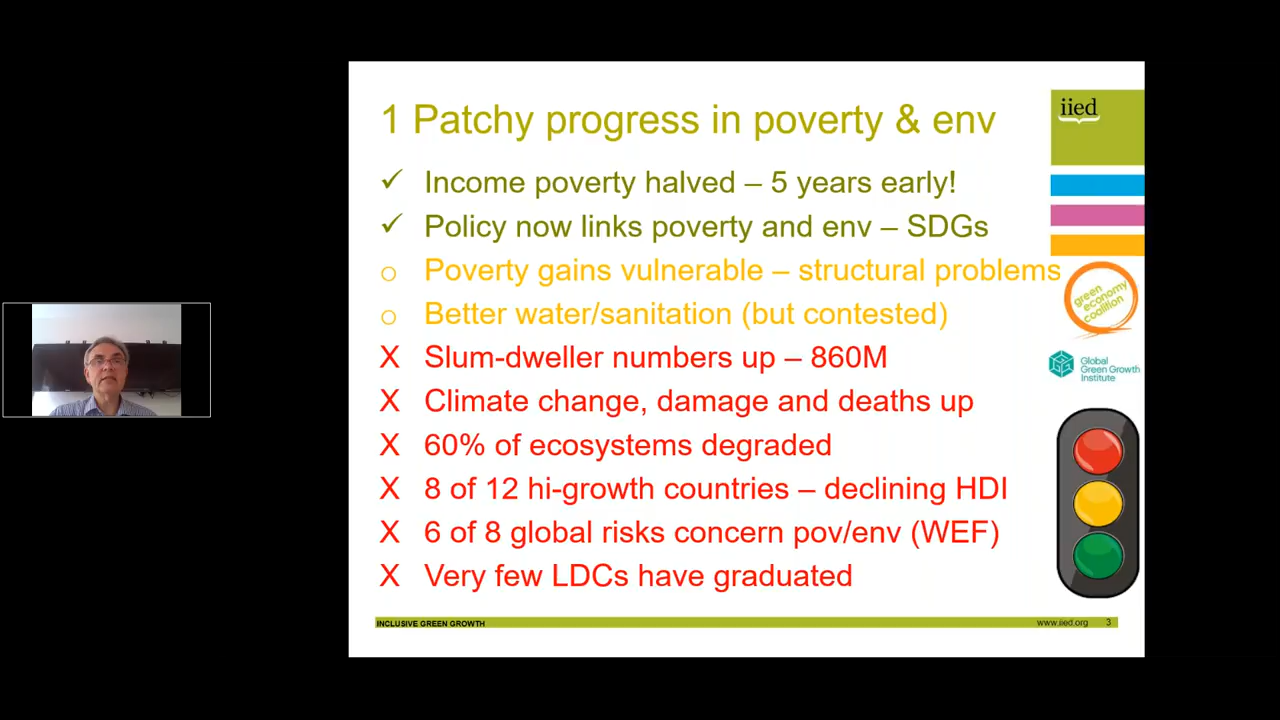 1 Patchy progress in poverty & env
✓ Income poverty halved – 5 years early!
✓ Policy now links poverty and env – SDGs
o Poverty gains vulnerable – structural problems
o Better water/sanitation (but contested)
X Slum-dweller numbers up – 860M
X Climate change, damage and deaths up
X 60% of ecosystems degraded
X 8 of 12 hi-growth countries – declining HDI
X 6 of 8 global risks concern pov/env (WEF)
X Very few LDCs have graduated
iied
green
economy
coalition
Global
Green Growth
Institute
INCLUSIVE GREEN GROWTH
www.iied.org 3